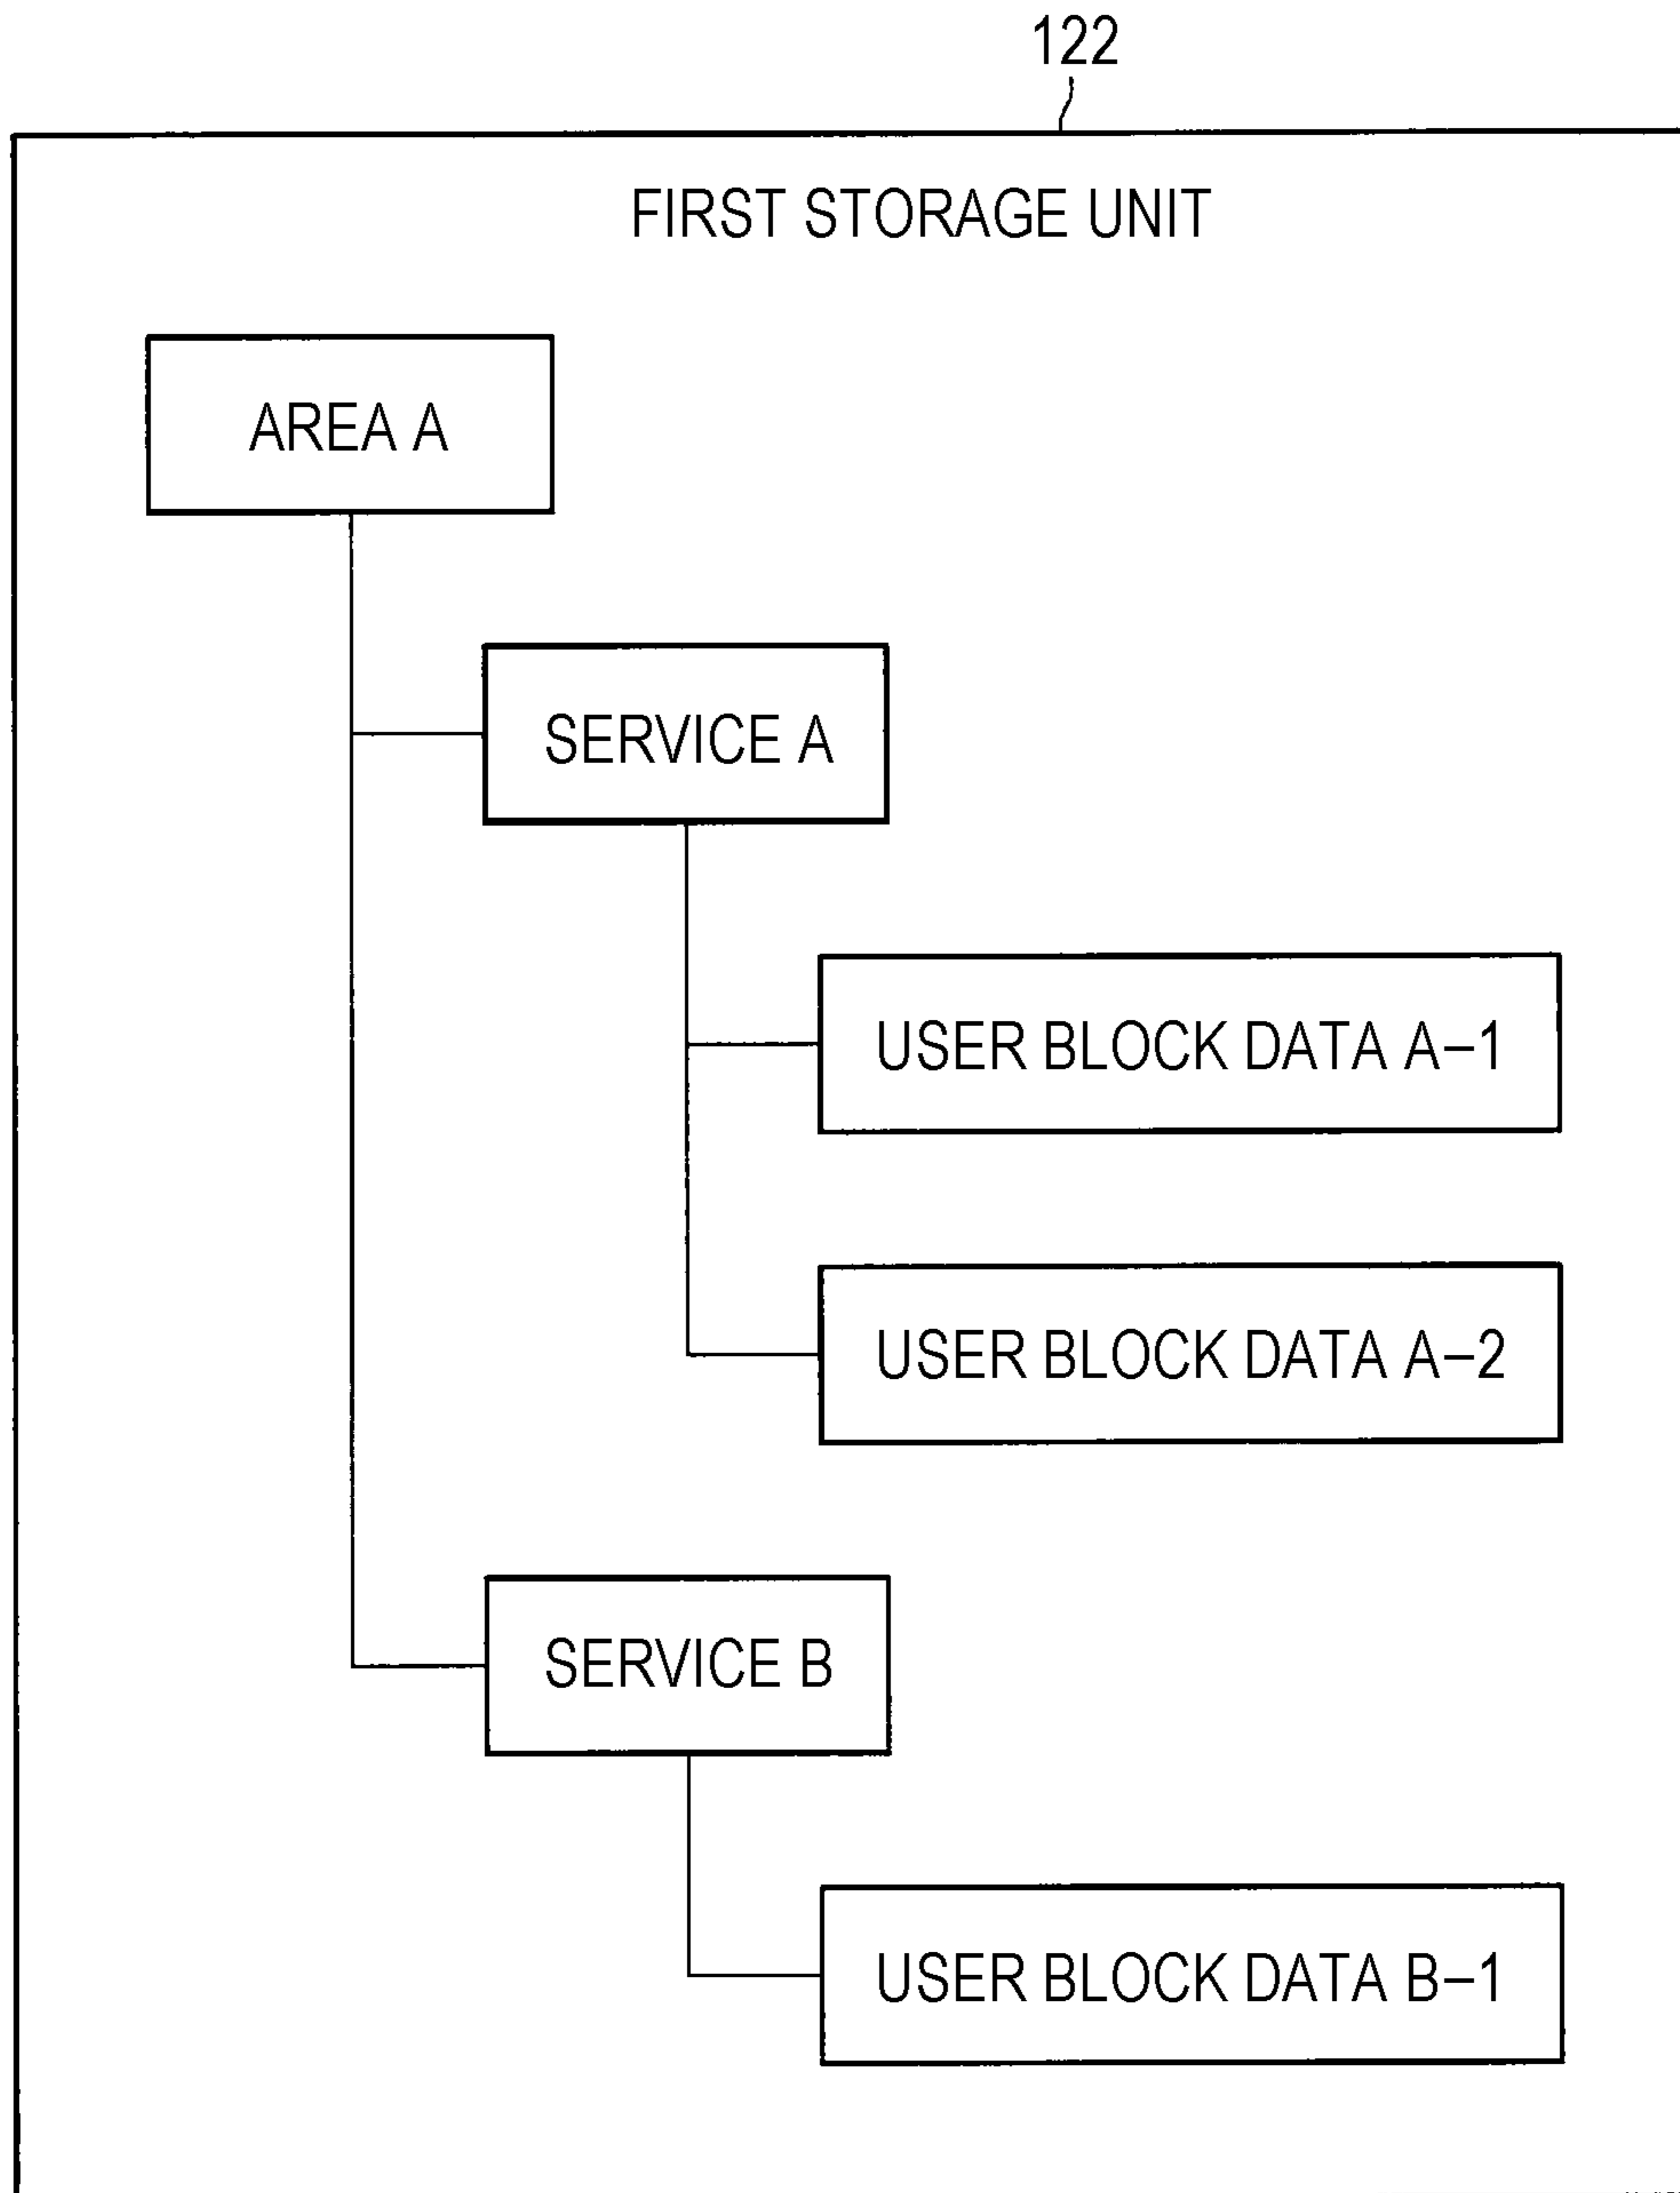 122
FIRST STORAGE UNIT
AREA A
SERVICE A
USER BLOCK DATA A–1
USER BLOCK DATA A–2
SERVICE B
USER BLOCK DATA B–1